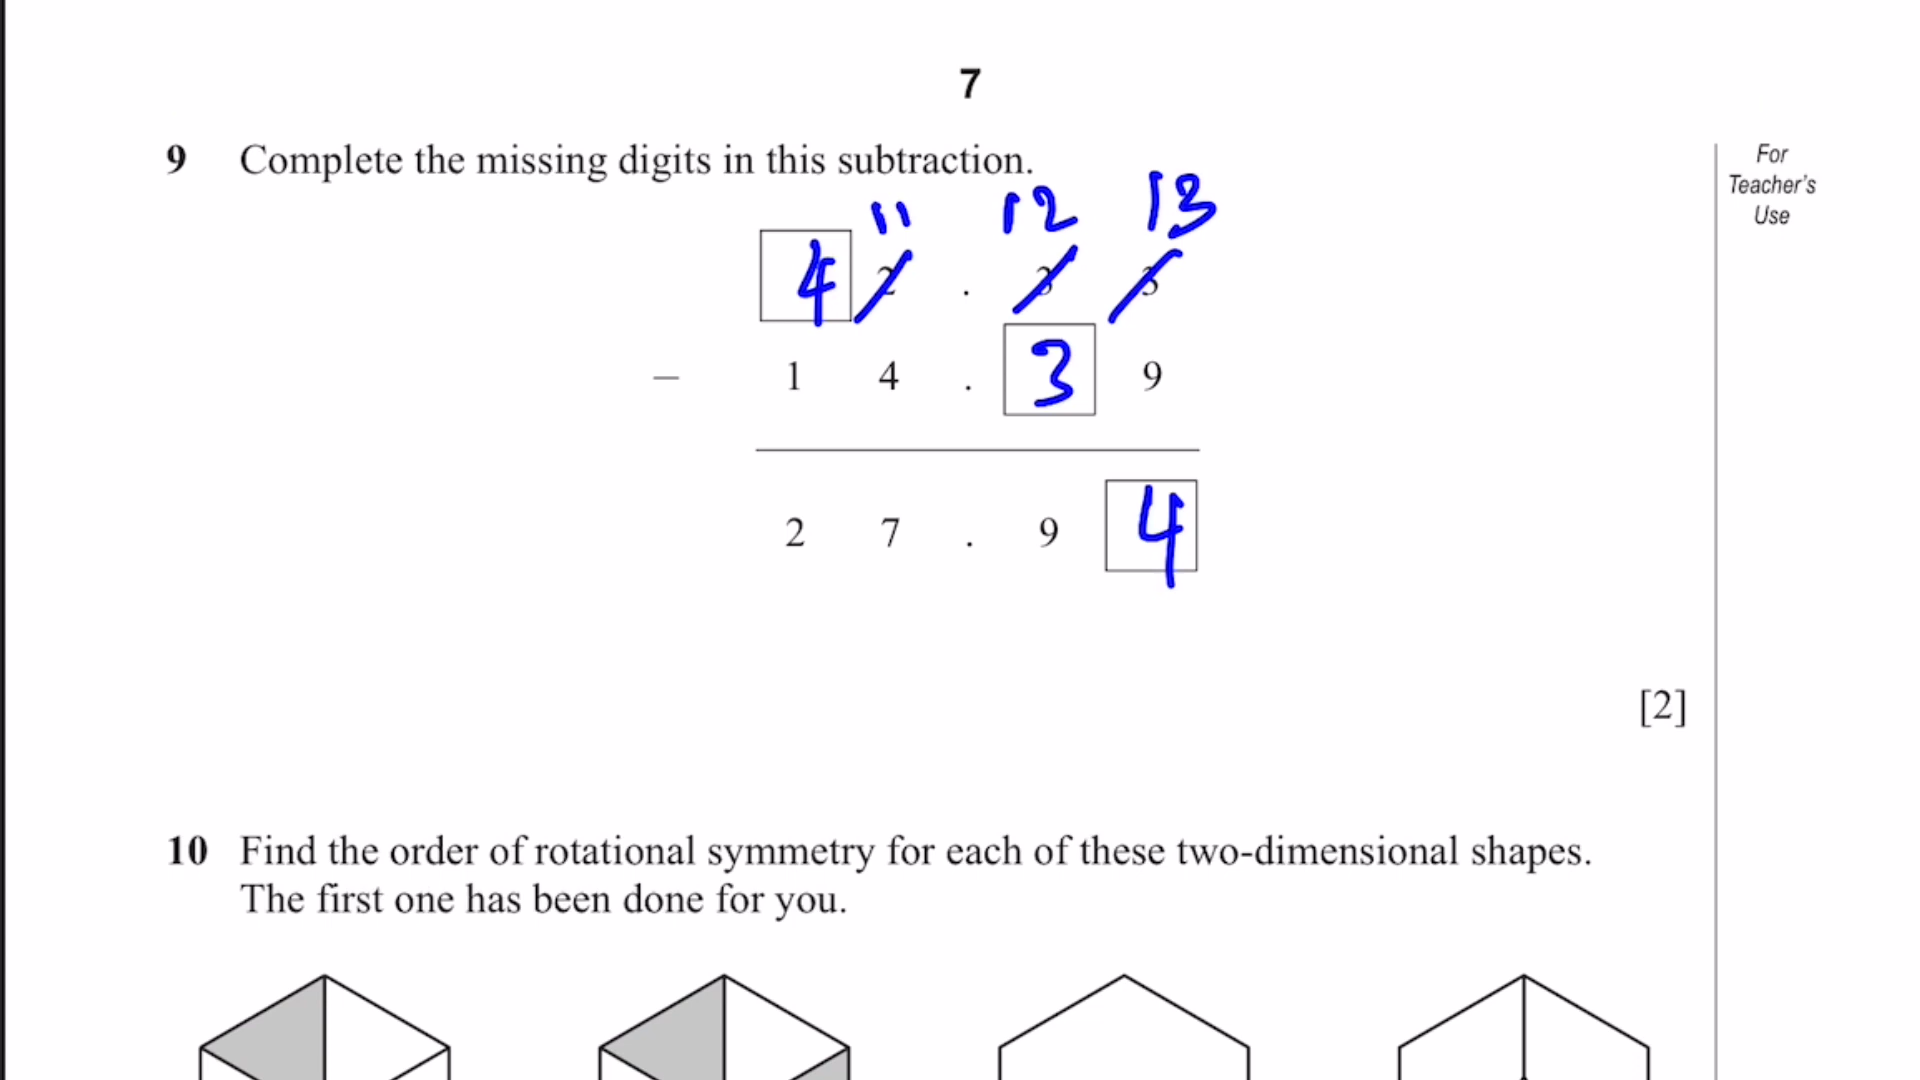 7
9 Complete the missing digits in this subtraction.
For
Teacher's
Use
11 12 13
4 2 . 3 3
− 1 4 . 3 9
2 7 . 9 4
[2]
10 Find the order of rotational symmetry for each of these two-dimensional shapes.
The first one has been done for you.